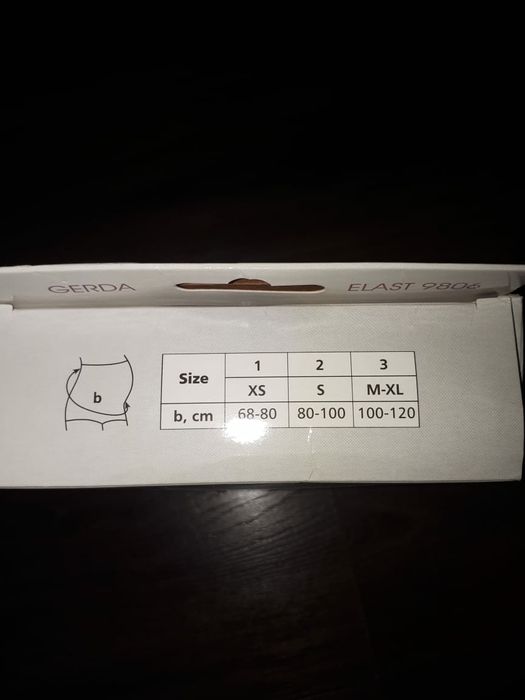 GERDA
ELAST 9806
b
Size 1 2 3
XS S M-XL
b, cm 68-80 80-100 100-120